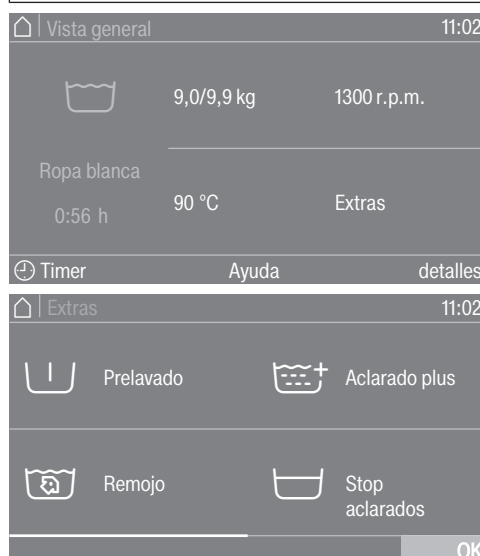 Vista general 11:02
9,0/9,9 kg 1300 r.p.m.
Ropa blanca
0:56 h
90 °C Extras
Timer Ayuda detalles
Extras 11:02
Prelavado Aclarado plus
Remojo Stop
aclarados
OK